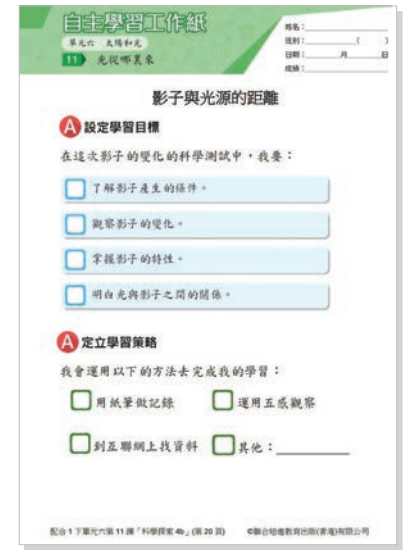 自主學習工作紙
單元六 太陽和光
11 光從哪裏來
姓名：
班別： ( )
日期： 月 日
成績：
影子與光源的距離
A 設定學習目標
在這次影子的變化的科學測試中，我要：
了解影子產生的條件。
觀察影子的變化。
掌握影子的特性。
明白光與影子之間的關係。
A 定立學習策略
我會運用以下的方法去完成我的學習：
用紙筆做記錄 運用五感觀察
到互聯網上找資料 其他：
配合1下單元六第11課「科學探索4b」(第20頁) ©聯合培進教育出版(香港)有限公司